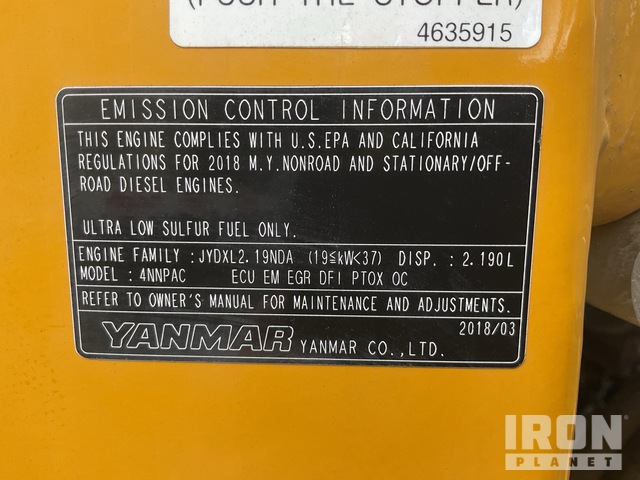 (PUSH THE STOPPER)
4635915
EMISSION CONTROL INFORMATION
THIS ENGINE COMPLIES WITH U.S.EPA AND CALIFORNIA
REGULATIONS FOR 2018 M.Y.NONROAD AND STATIONARY/OFF-
ROAD DIESEL ENGINES.
ULTRA LOW SULFUR FUEL ONLY.
ENGINE FAMILY : JYDXL2.19NDA (19≦kW<37) DISP. : 2.190L
MODEL : 4NNPAC ECU EM EGR DFI PTOX OC
REFER TO OWNER'S MANUAL FOR MAINTENANCE AND ADJUSTMENTS.
2018/03
YANMAR YANMAR CO.,LTD.
IRON
PLANET